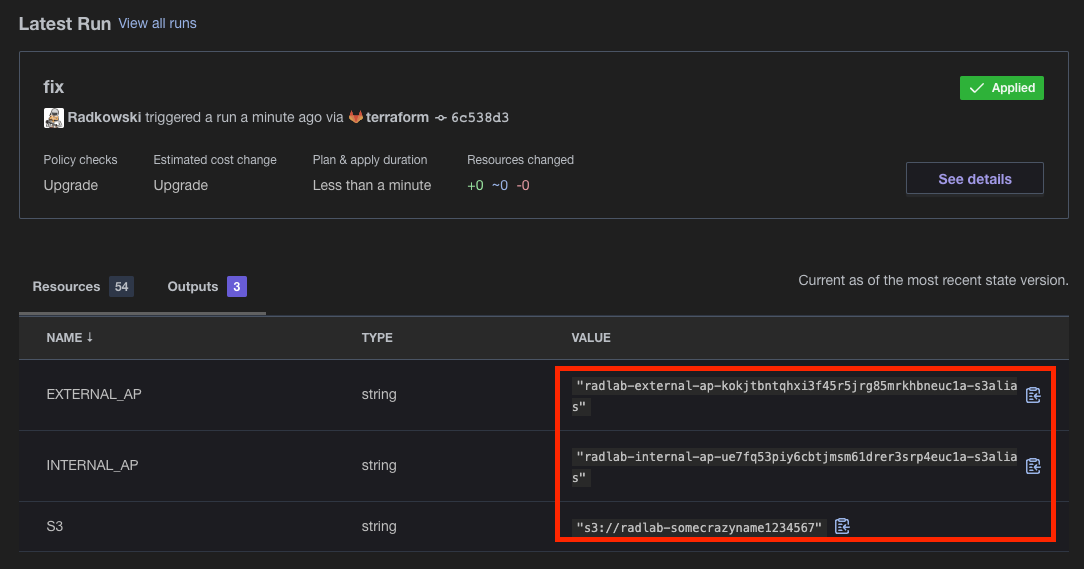 Latest Run View all runs
fix
Applied
Radkowski triggered a run a minute ago via terraform 6c538d3
Policy checks Estimated cost change Plan & apply duration Resources changed
Upgrade Upgrade Less than a minute +0 ~0 -0
See details
Resources 54 Outputs 3 Current as of the most recent state version.
NAME ↓ TYPE VALUE
EXTERNAL_AP string "radlab-external-ap-kokjtbntqhxi3f45r5jrg85mrkhbneuc1a-s3alia
s"
INTERNAL_AP string "radlab-internal-ap-ue7fq53piy6cbtjmsm61drer3srp4euc1a-s3alia
s"
S3 string "s3://radlab-somecrazyname1234567"